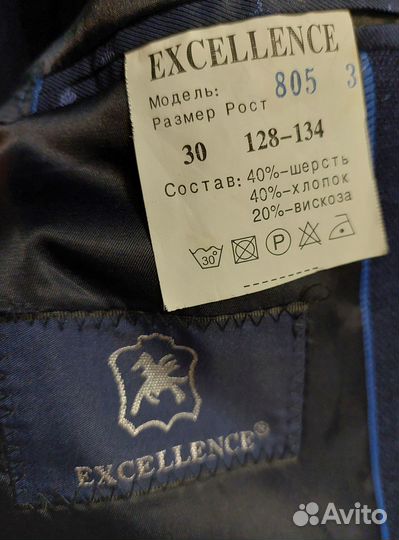 EXCELLENCE
Модель: 805 3
Размер Рост
30 128-134
Состав: 40%-шерсть
40%-хлопок
20%-вискоза
30° P
EXCELLENCE®
Avito